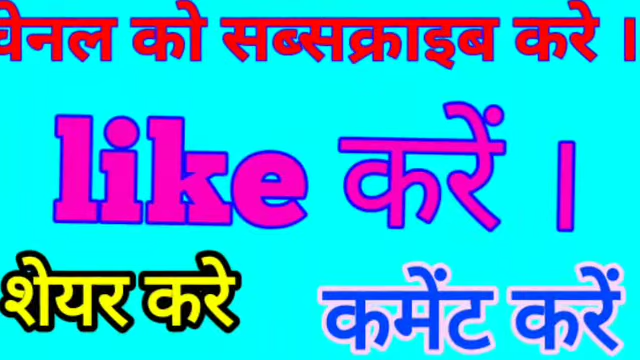 चेनल को सब्सक्राइब करे ।
like करें ।
शेयर करे
कमेंट करें